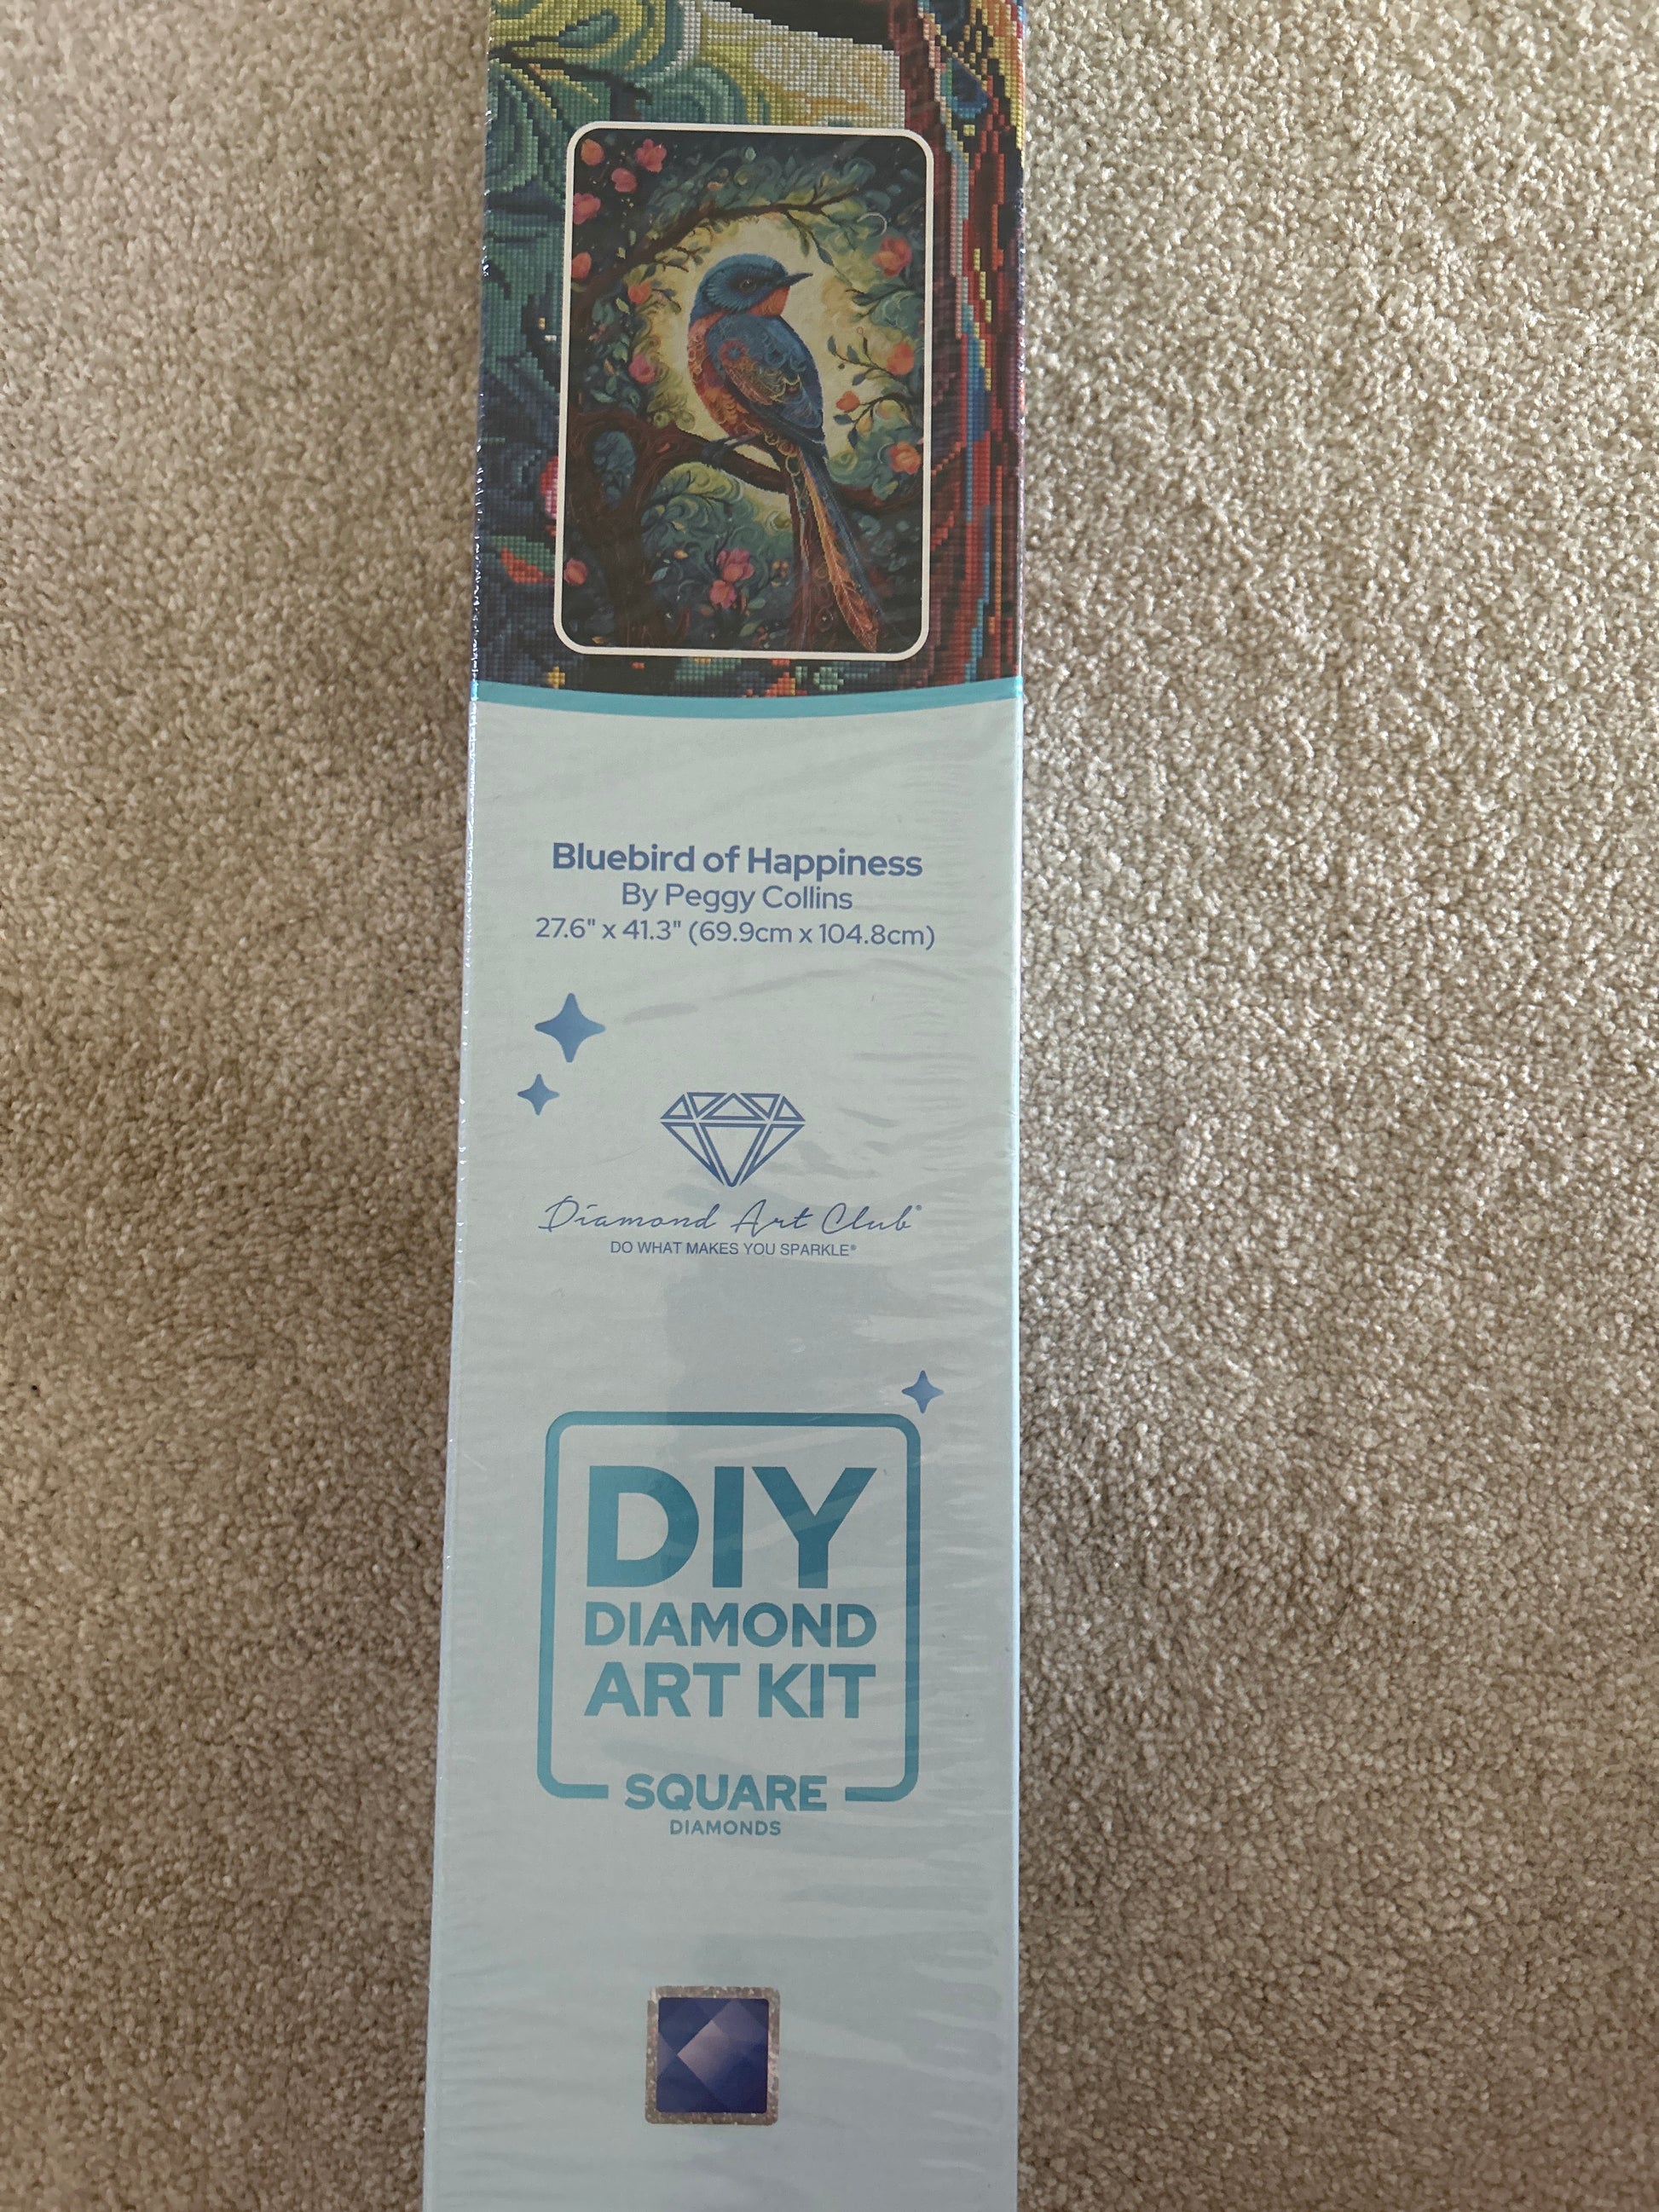 Bluebird of Happiness
By Peggy Collins
27.6" x 41.3" (69.9cm x 104.8cm)
Diamond Art Club®
DO WHAT MAKES YOU SPARKLE®
DIY
DIAMOND
ART KIT
SQUARE
DIAMONDS